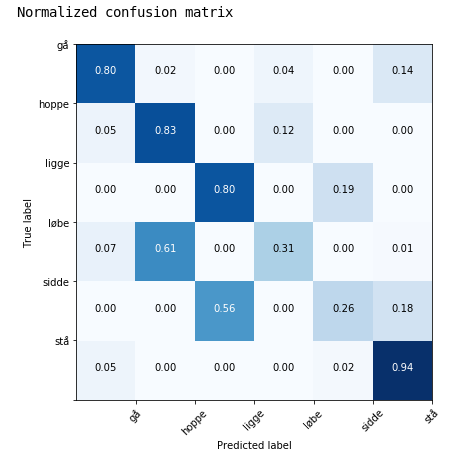 Normalized confusion matrix
gå
0.80 0.02 0.00 0.04 0.00 0.14
hoppe
0.05 0.83 0.00 0.12 0.00 0.00
ligge
0.00 0.00 0.80 0.00 0.19 0.00
løbe
0.07 0.61 0.00 0.31 0.00 0.01
sidde
0.00 0.00 0.56 0.00 0.26 0.18
stå
0.05 0.00 0.00 0.00 0.02 0.94
True label
gå hoppe ligge løbe sidde stå
Predicted label